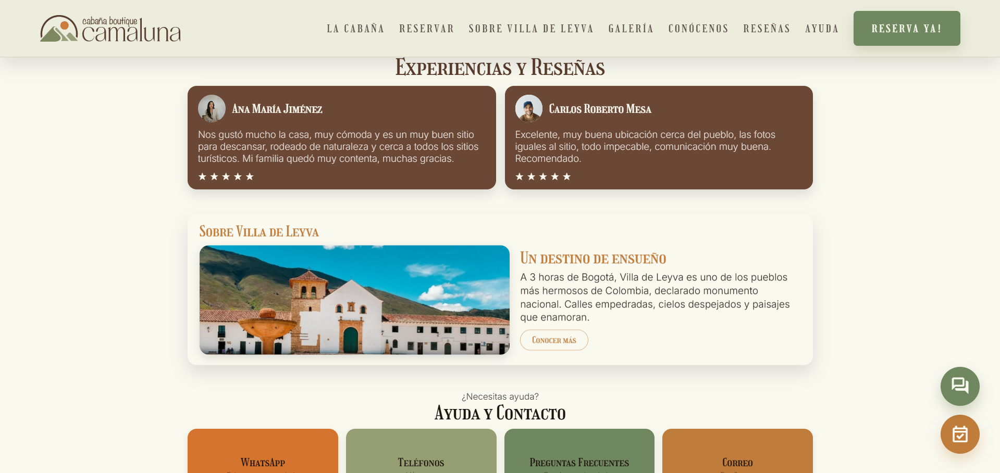 cabaña boutique
camaluna
LA CABAÑA RESERVAR SOBRE VILLA DE LEYVA GALERÍA CONÓCENOS RESEÑAS AYUDA RESERVA YA!
Experiencias y Reseñas
Ana María Jiménez
Nos gustó mucho la casa, muy cómoda y es un muy buen sitio
para descansar, rodeado de naturaleza y cerca a todos los sitios
turísticos. Mi familia quedó muy contenta, muchas gracias.
Carlos Roberto Mesa
Excelente, muy buena ubicación cerca del pueblo, las fotos
iguales al sitio, todo impecable, comunicación muy buena.
Recomendado.
Sobre Villa de Leyva
Un destino de ensueño
A 3 horas de Bogotá, Villa de Leyva es uno de los pueblos
más hermosos de Colombia, declarado monumento
nacional. Calles empedradas, cielos despejados y paisajes
que enamoran.
Conocer más
¿Necesitas ayuda?
Ayuda y Contacto
WhatsApp
Teléfonos
Preguntas Frecuentes
Correo